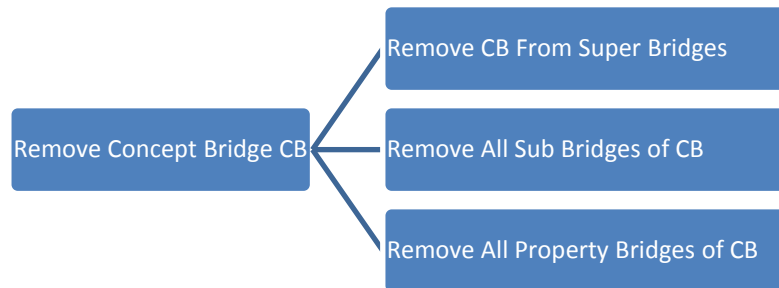 Remove CB From Super Bridges
Remove Concept Bridge CB
Remove All Sub Bridges of CB
Remove All Property Bridges of CB